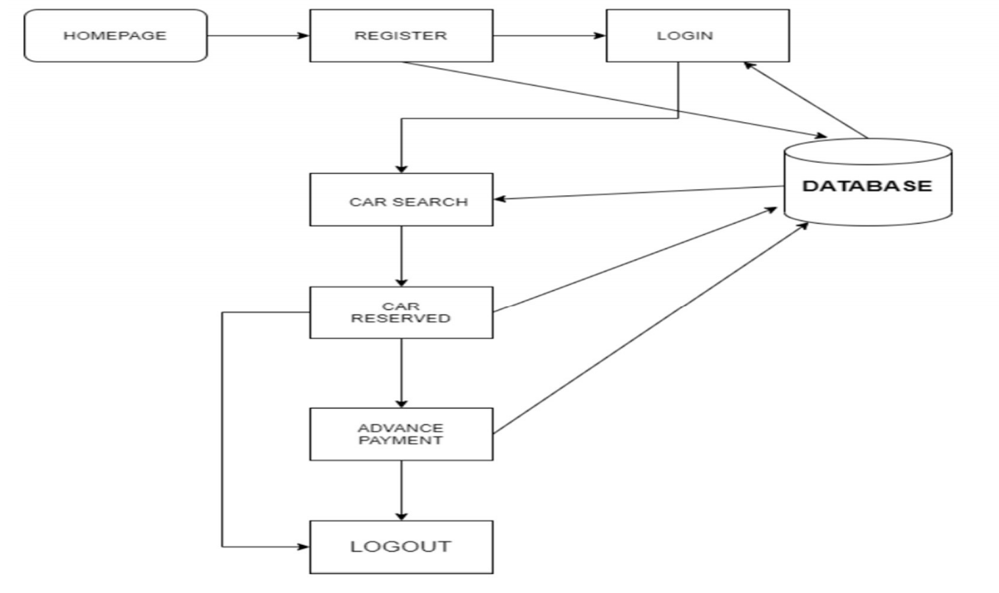 HOMEPAGE
REGISTER
LOGIN
DATABASE
CAR SEARCH
CAR
RESERVED
ADVANCE
PAYMENT
LOGOUT